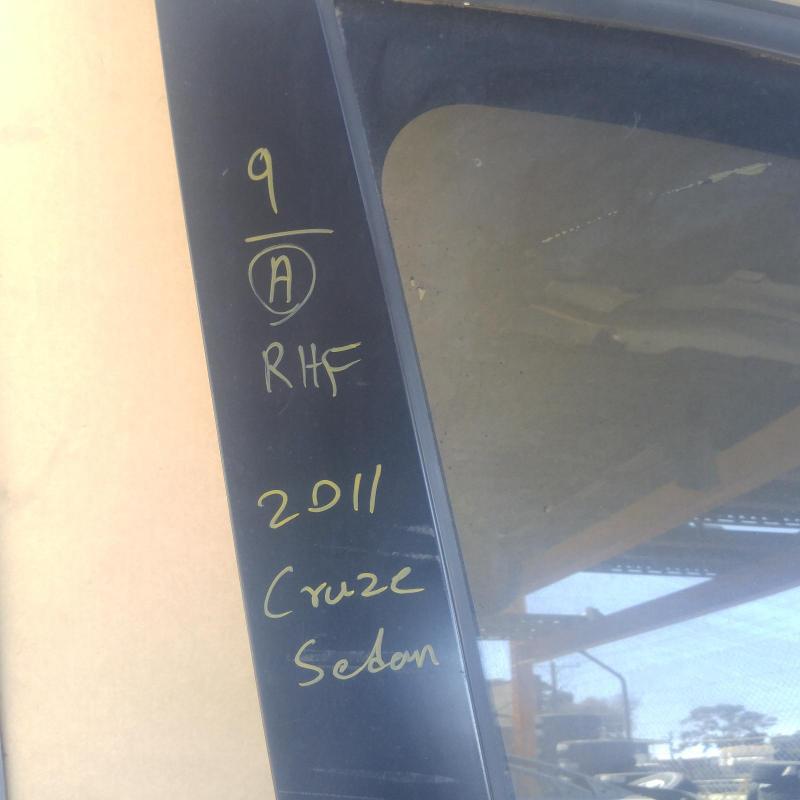 9
A
RHF
2011
Cruze
Sedan